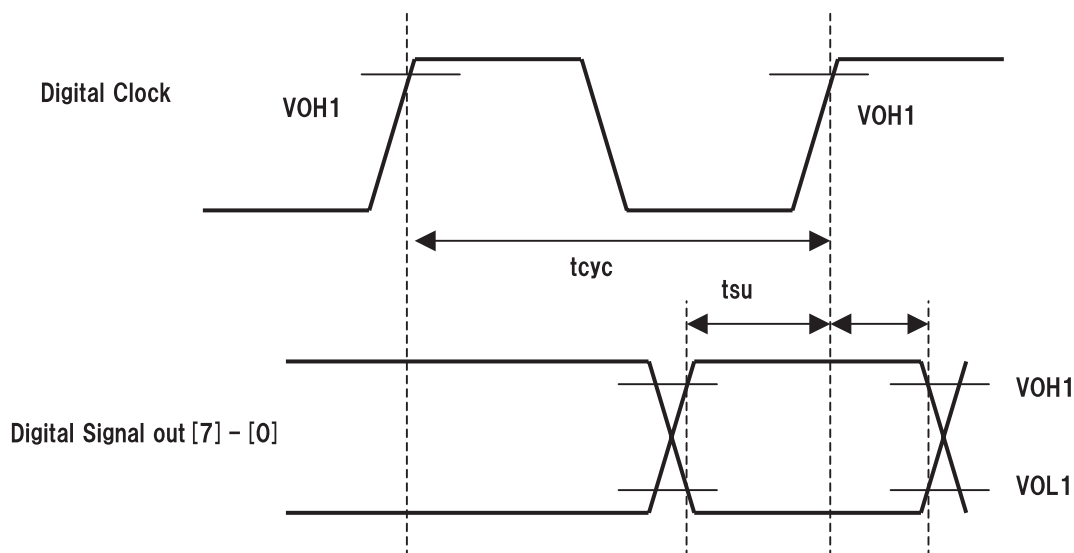 Digital Clock
VOH1
VOH1
tcyc
tsu
VOH1
Digital Signal out [7] - [0]
VOL1